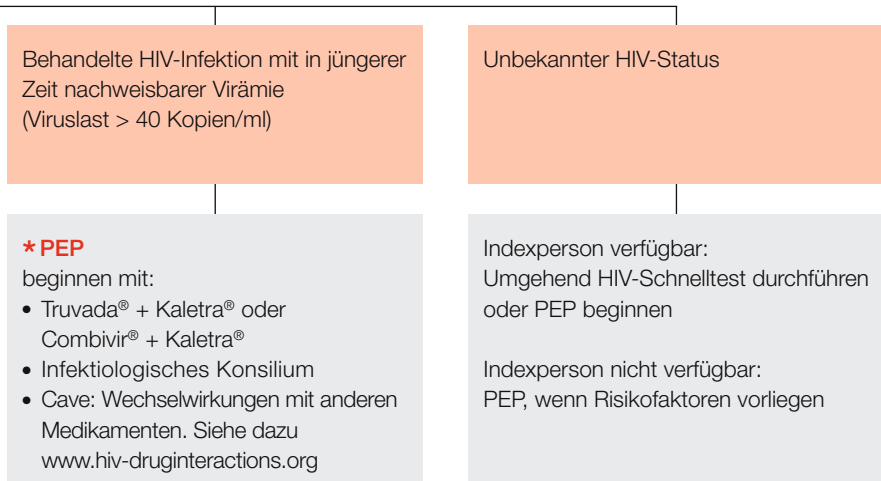 Behandelte HIV-Infektion mit in jüngerer
Zeit nachweisbarer Virämie
(Viruslast > 40 Kopien/ml)
Unbekannter HIV-Status
* PEP
beginnen mit:
• Truvada® + Kaletra® oder
Combivir® + Kaletra®
• Infektiologisches Konsilium
• Cave: Wechselwirkungen mit anderen
Medikamenten. Siehe dazu
www.hiv-druginteractions.org
Indexperson verfügbar:
Umgehend HIV-Schnelltest durchführen
oder PEP beginnen
Indexperson nicht verfügbar:
PEP, wenn Risikofaktoren vorliegen